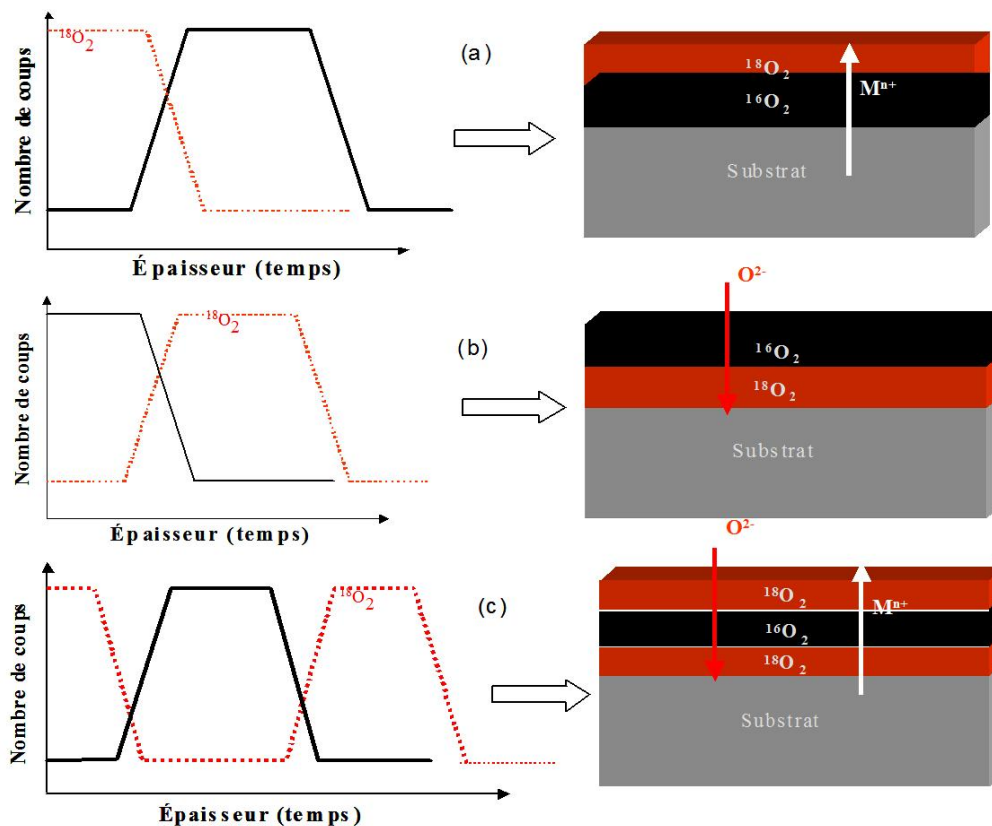 Nombre de coups
¹⁸O₂
Épaisseur (temps)
(a)
¹⁸O₂
¹⁶O₂
Mⁿ⁺
Substrat
Nombre de coups
¹⁸O₂
Épaisseur (temps)
(b)
O²⁻
¹⁶O₂
¹⁸O₂
Substrat
Nombre de coups
¹⁸O₂
Épaisseur (temps)
(c)
O²⁻
¹⁸O₂
Mⁿ⁺
¹⁶O₂
¹⁸O₂
Substrat